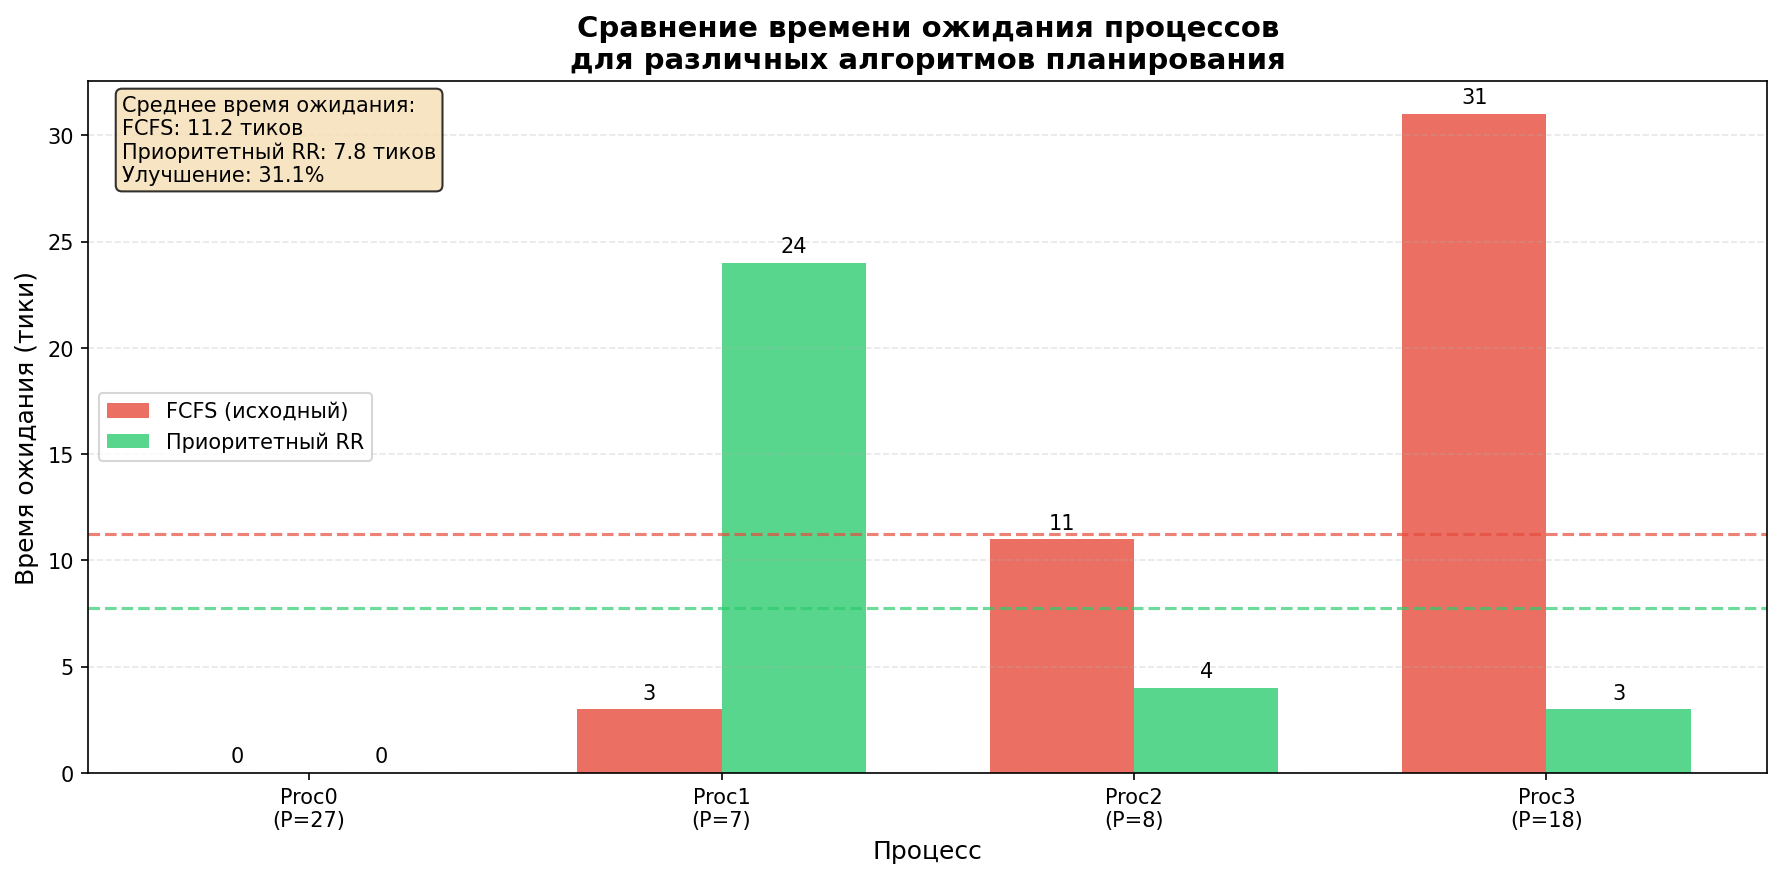 Сравнение времени ожидания процессов
для различных алгоритмов планирования
Среднее время ожидания:
FCFS: 11.2 тиков
Приоритетный RR: 7.8 тиков
Улучшение: 31.1%
FCFS (исходный)
Приоритетный RR
Время ожидания (тики)
30
25
20
15
10
5
0
0
0
3
24
11
4
31
3
Proc0
(P=27)
Proc1
(P=7)
Proc2
(P=8)
Proc3
(P=18)
Процесс